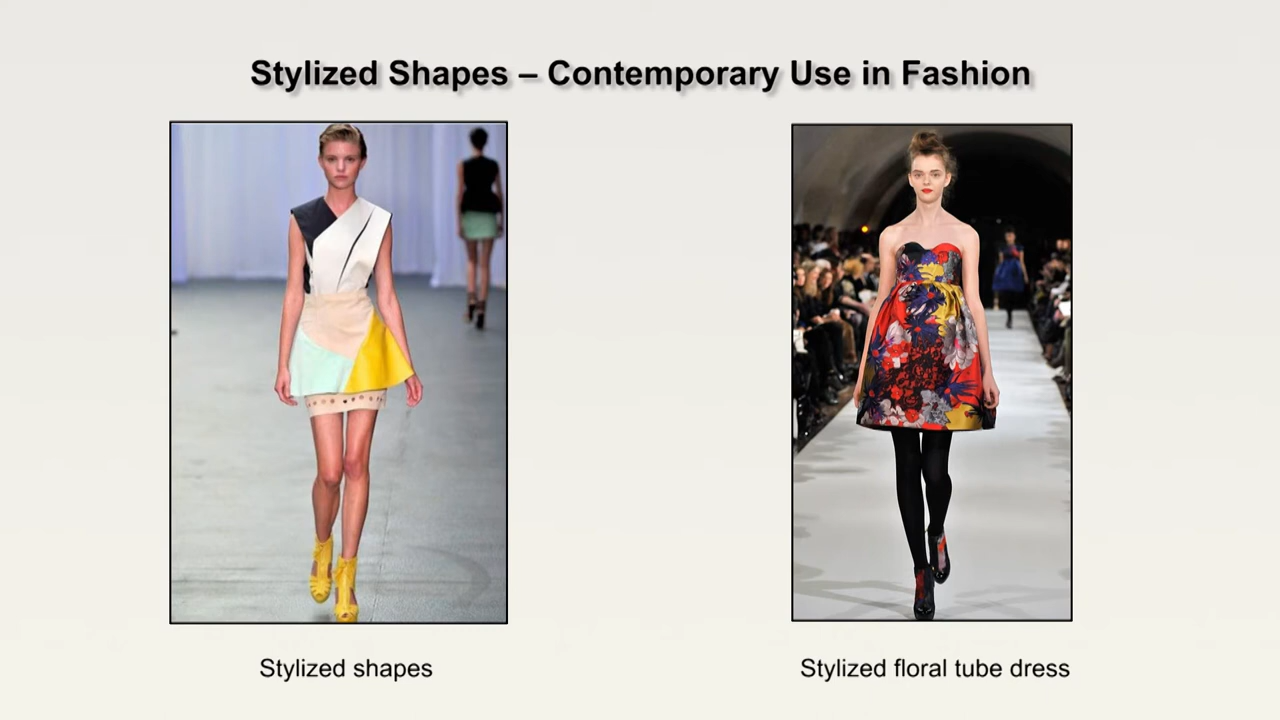 Stylized Shapes – Contemporary Use in Fashion
Stylized shapes
Stylized floral tube dress